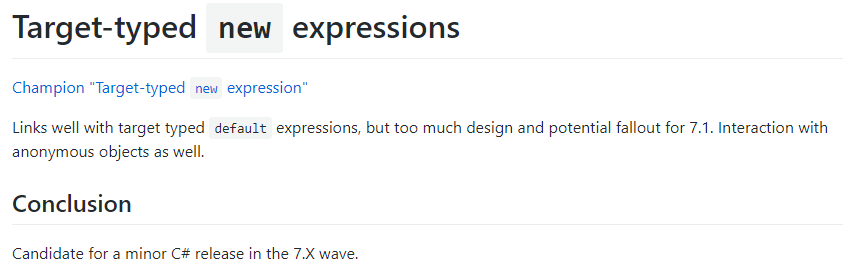 Target-typed new expressions
Champion "Target-typed new expression"
Links well with target typed default expressions, but too much design and potential fallout for 7.1. Interaction with
anonymous objects as well.
Conclusion
Candidate for a minor C# release in the 7.X wave.